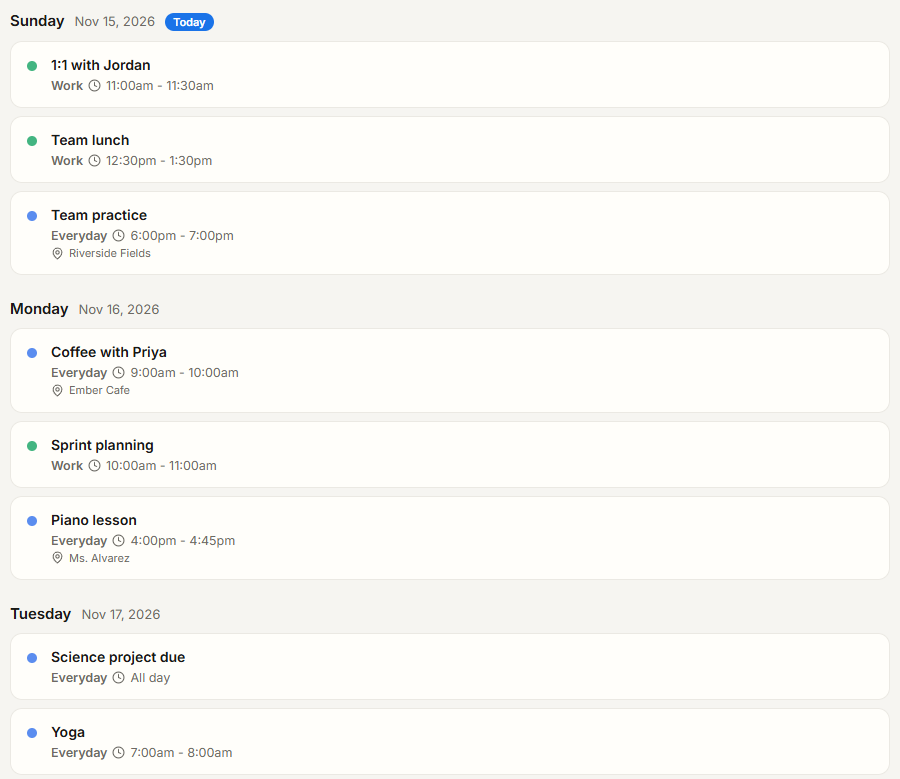 Sunday Nov 15, 2026 Today
1:1 with Jordan
Work 11:00am - 11:30am
Team lunch
Work 12:30pm - 1:30pm
Team practice
Everyday 6:00pm - 7:00pm
Riverside Fields
Monday Nov 16, 2026
Coffee with Priya
Everyday 9:00am - 10:00am
Ember Cafe
Sprint planning
Work 10:00am - 11:00am
Piano lesson
Everyday 4:00pm - 4:45pm
Ms. Alvarez
Tuesday Nov 17, 2026
Science project due
Everyday All day
Yoga
Everyday 7:00am - 8:00am